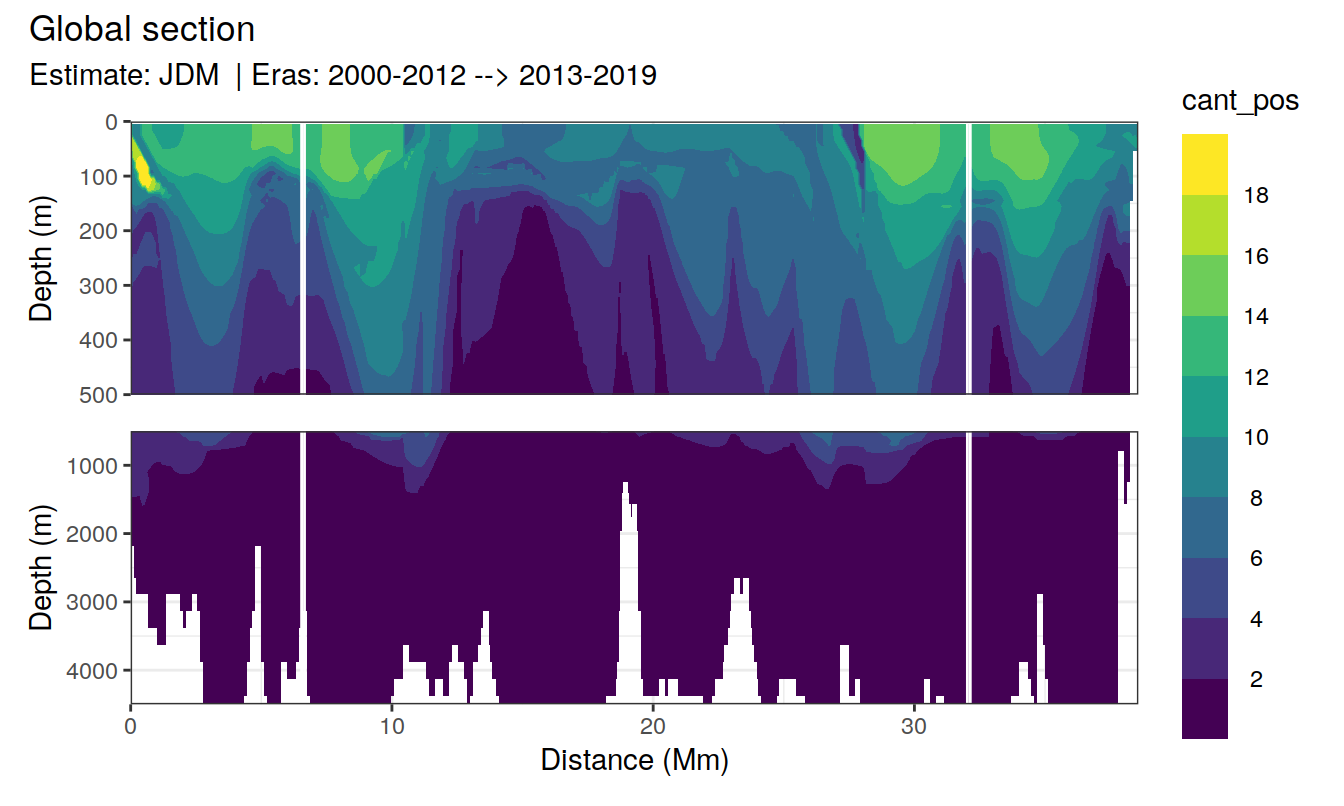 Global section
Estimate: JDM | Eras: 2000-2012 --> 2013-2019
cant_pos
0
100
200
300
400
500
Depth (m)
18
16
14
12
10
8
6
4
2
1000
2000
3000
4000
Depth (m)
0 10 20 30
Distance (Mm)